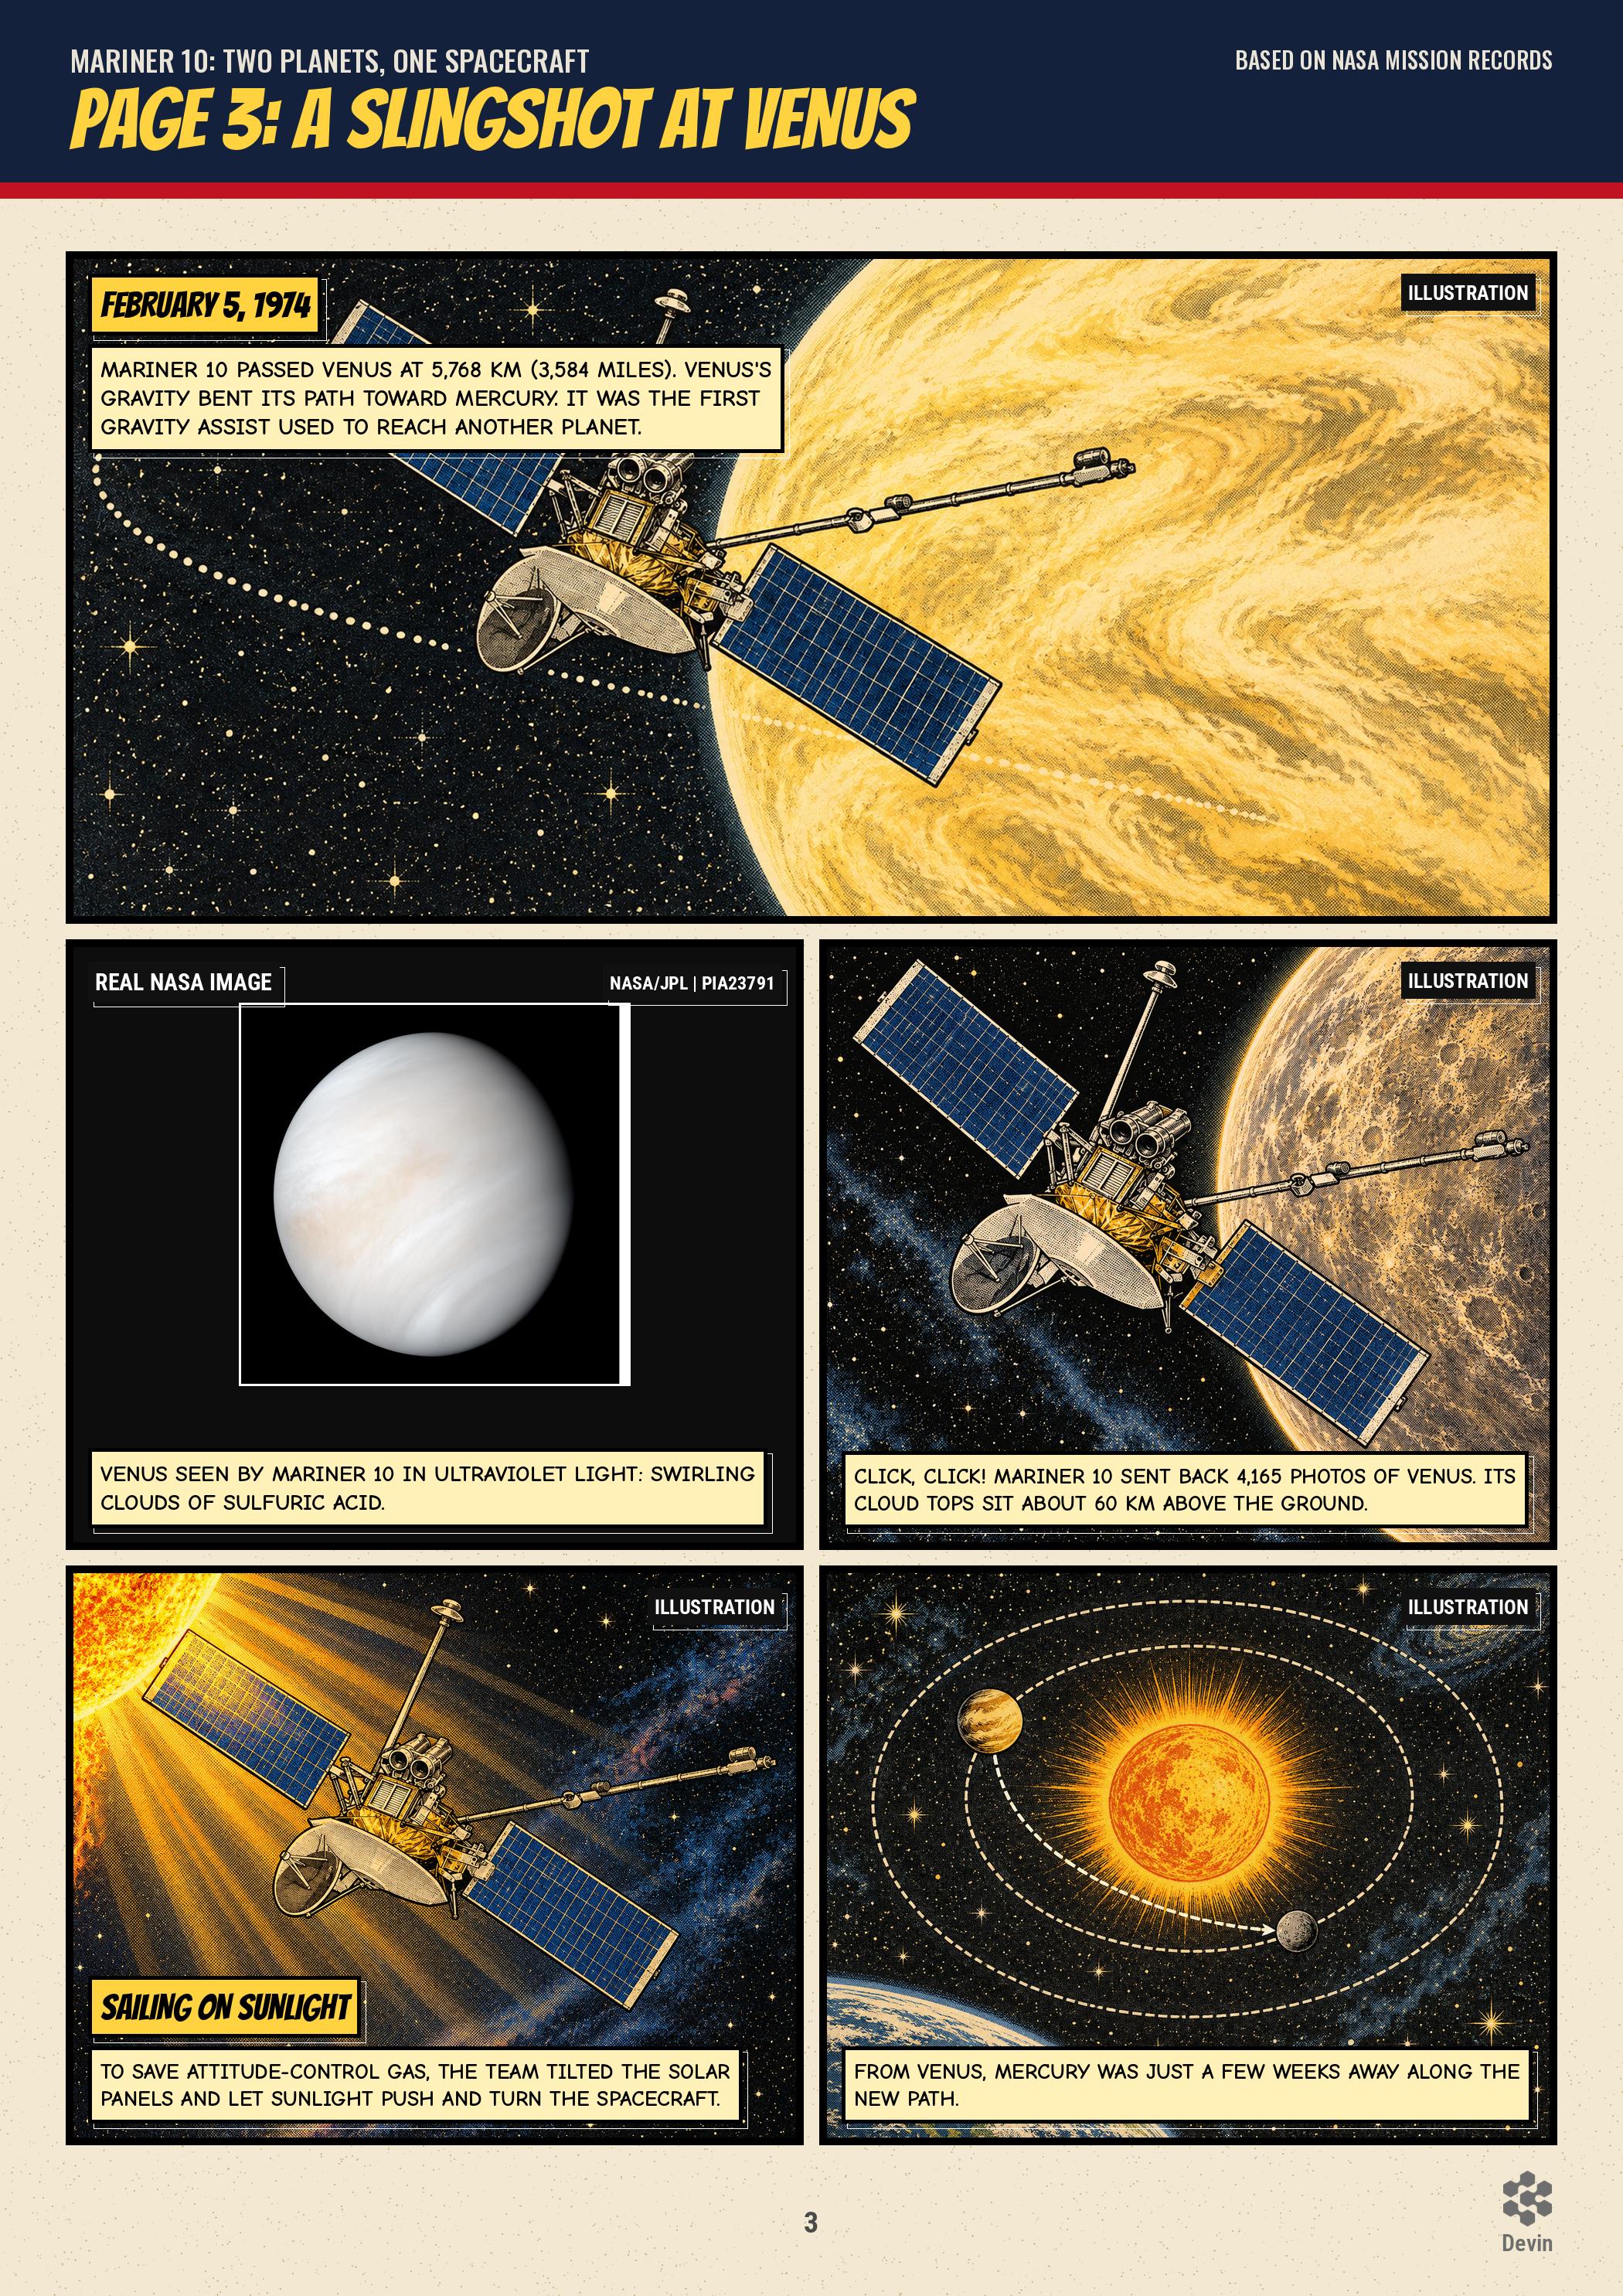 MARINER 10: TWO PLANETS, ONE SPACECRAFT
BASED ON NASA MISSION RECORDS
PAGE 3: A SLINGSHOT AT VENUS
FEBRUARY 5, 1974
ILLUSTRATION
MARINER 10 PASSED VENUS AT 5,768 KM (3,584 MILES). VENUS'S
GRAVITY BENT ITS PATH TOWARD MERCURY. IT WAS THE FIRST
GRAVITY ASSIST USED TO REACH ANOTHER PLANET.
REAL NASA IMAGE
NASA/JPL | PIA23791
VENUS SEEN BY MARINER 10 IN ULTRAVIOLET LIGHT: SWIRLING
CLOUDS OF SULFURIC ACID.
ILLUSTRATION
CLICK, CLICK! MARINER 10 SENT BACK 4,165 PHOTOS OF VENUS. ITS
CLOUD TOPS SIT ABOUT 60 KM ABOVE THE GROUND.
ILLUSTRATION
SAILING ON SUNLIGHT
TO SAVE ATTITUDE-CONTROL GAS, THE TEAM TILTED THE SOLAR
PANELS AND LET SUNLIGHT PUSH AND TURN THE SPACECRAFT.
ILLUSTRATION
FROM VENUS, MERCURY WAS JUST A FEW WEEKS AWAY ALONG THE
NEW PATH.
3
Devin